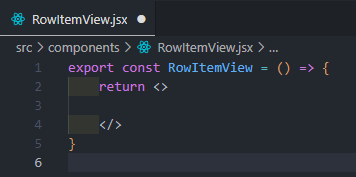 RowItemView.jsx
src > components > RowItemView.jsx > ...
1 export const RowItemView = () => {
2     return <>
3
4     </>
5 }
6